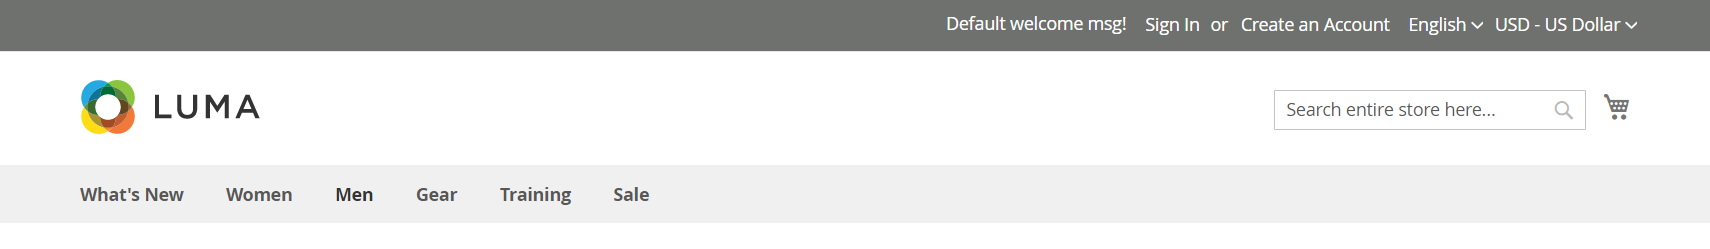 Default welcome msg! Sign In or Create an Account English USD - US Dollar
LUMA
Search entire store here...
What's New Women Men Gear Training Sale